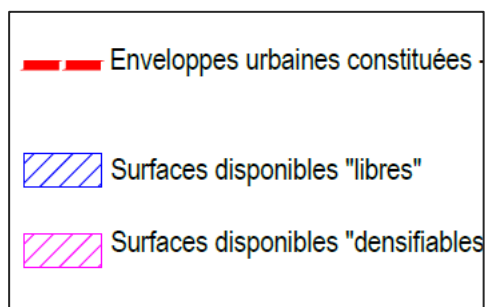 Enveloppes urbaines constituées -
Surfaces disponibles "libres"
Surfaces disponibles "densifiables